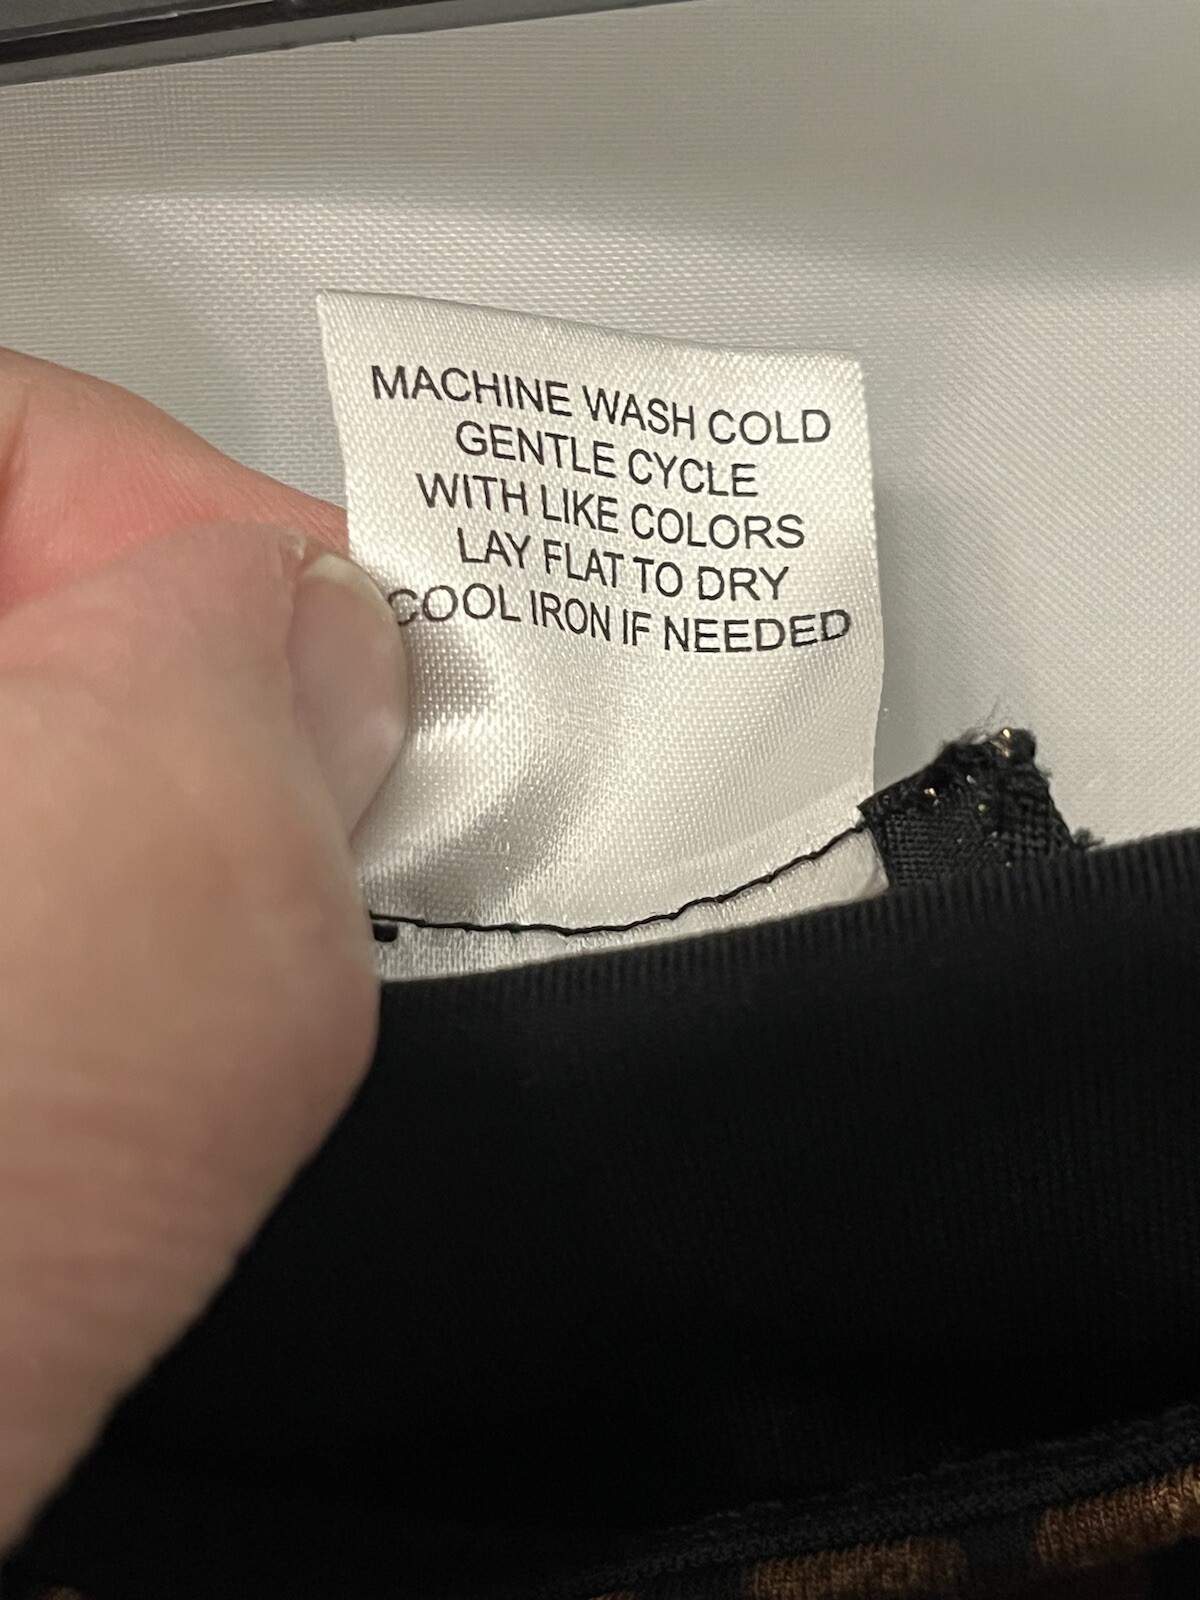 MACHINE WASH COLD
GENTLE CYCLE
WITH LIKE COLORS
LAY FLAT TO DRY
COOL IRON IF NEEDED